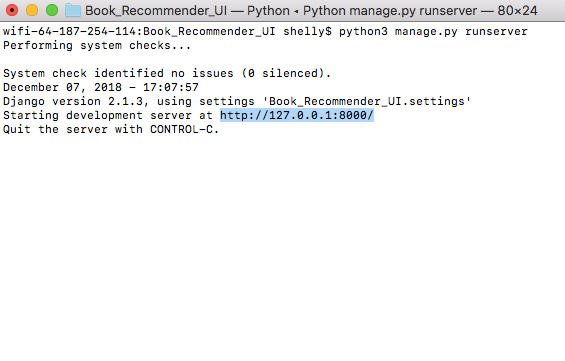 Book_Recommender_UI — Python ◂ Python manage.py runserver — 80×24
wifi-64-187-254-114:Book_Recommender_UI shelly$ python3 manage.py runserver
Performing system checks...
System check identified no issues (0 silenced).
December 07, 2018 - 17:07:57
Django version 2.1.3, using settings 'Book_Recommender_UI.settings'
Starting development server at http://127.0.0.1:8000/
Quit the server with CONTROL-C.